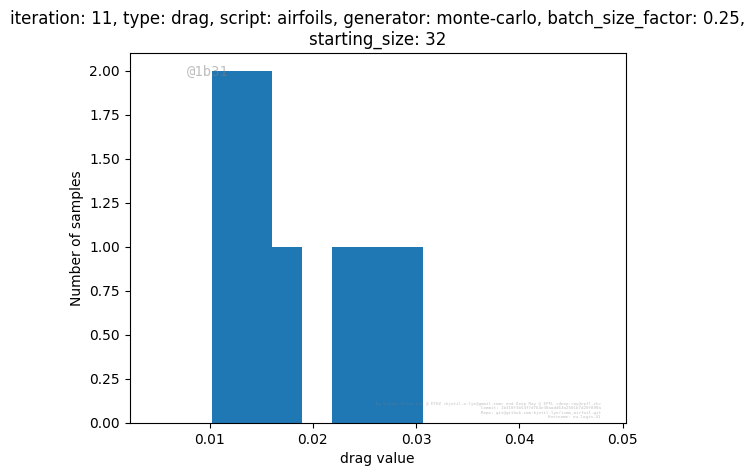 iteration: 11, type: drag, script: airfoils, generator: monte-carlo, batch_size_factor: 0.25,
starting_size: 32
@1b31
2.00
1.75
1.50
1.25
1.00
0.75
0.50
0.25
0.00
Number of samples
0.01
0.02
0.03
0.04
0.05
drag value